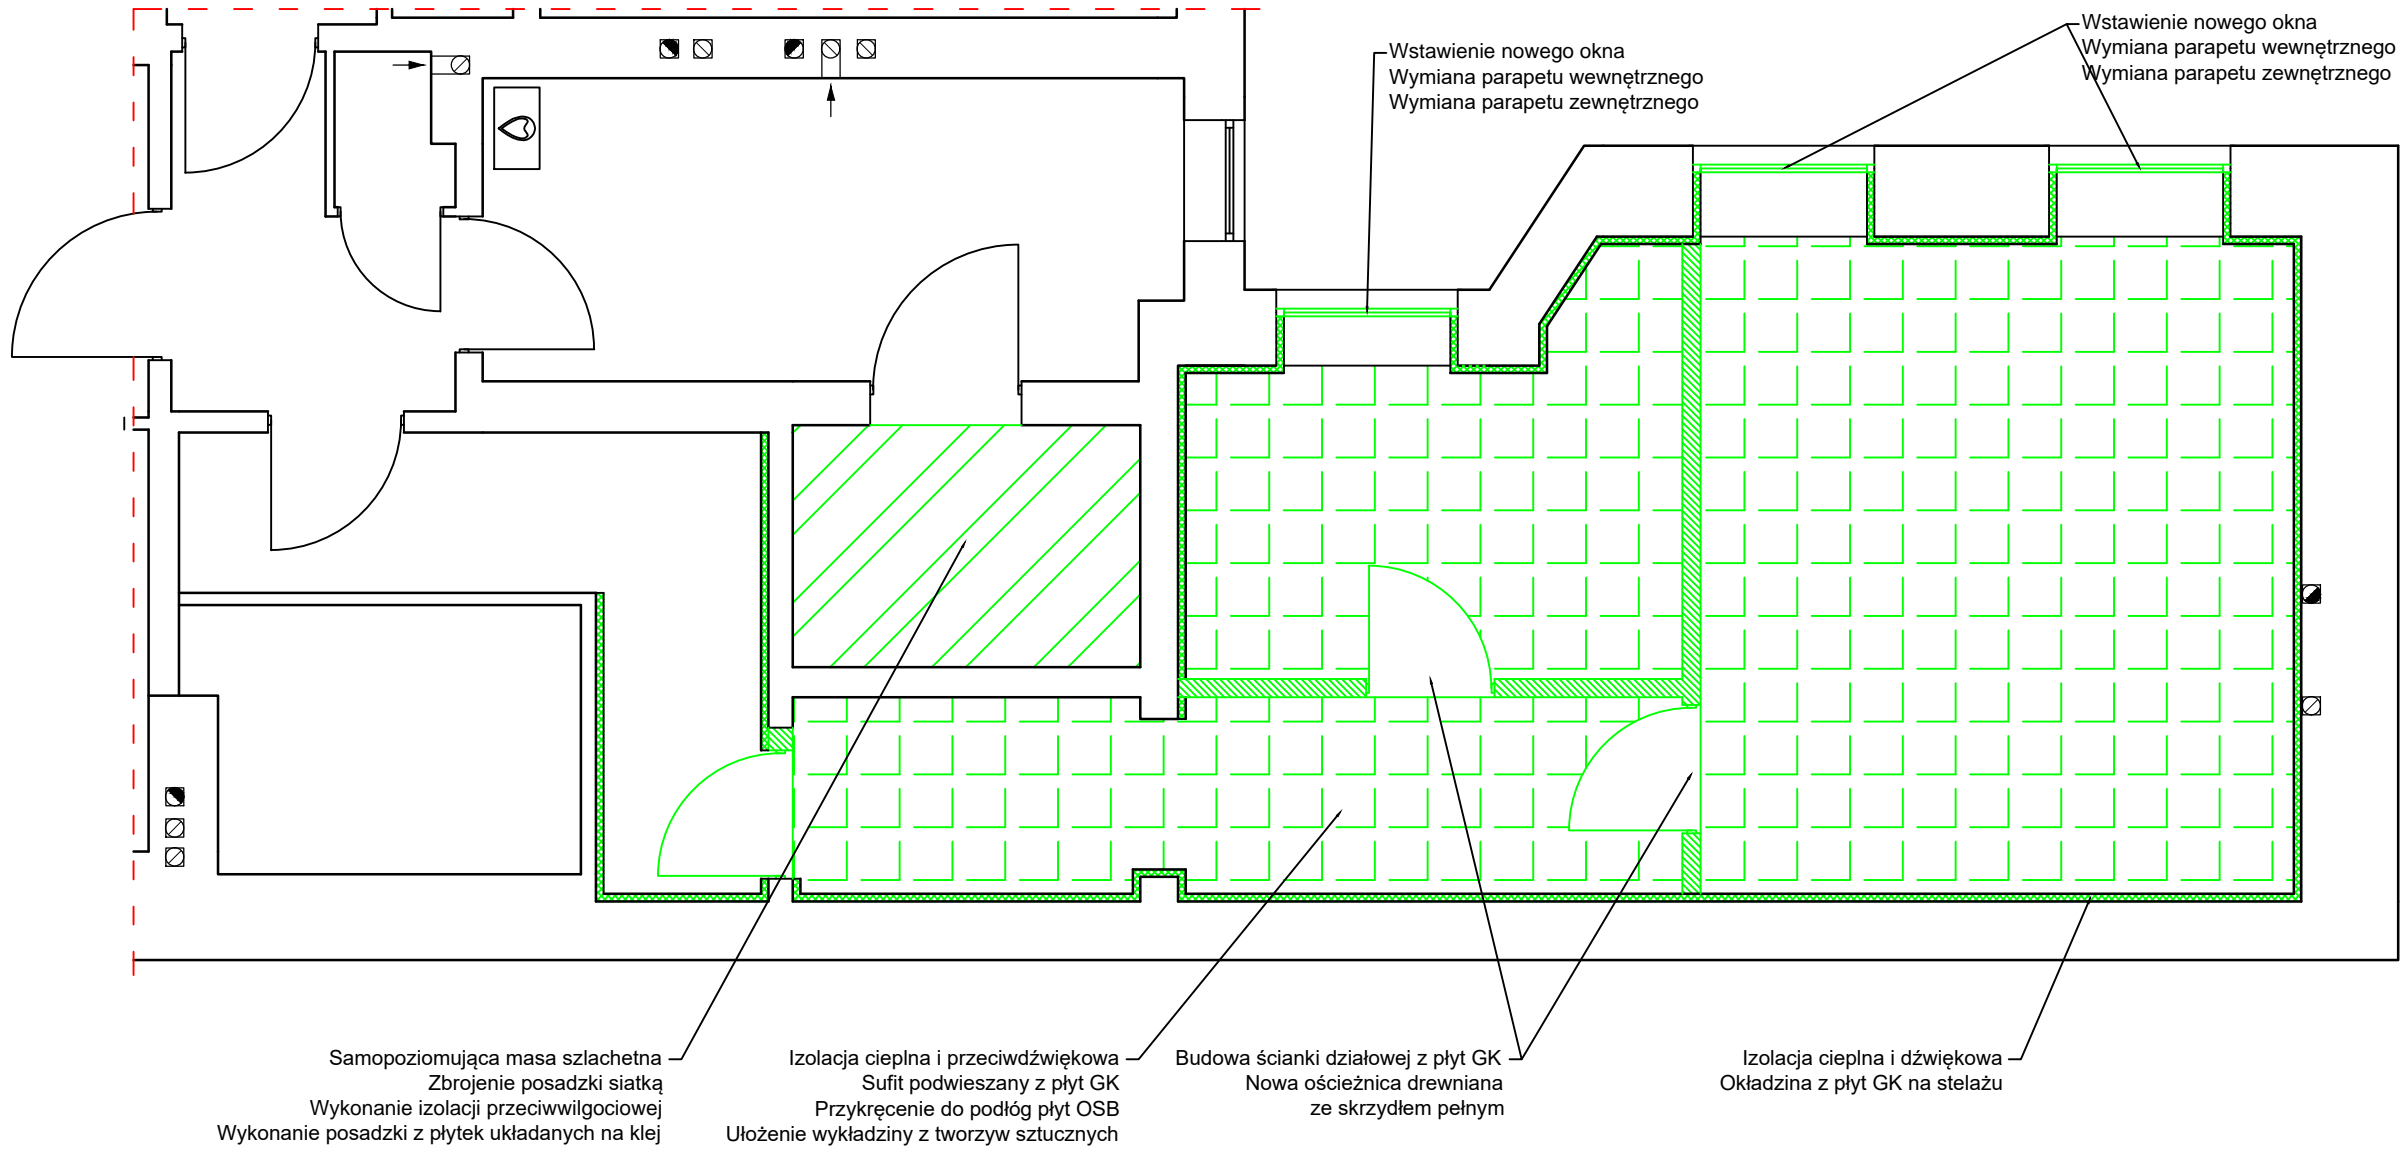 Wstawienie nowego okna
Wymiana parapetu wewnętrznego
Wymiana parapetu zewnętrznego
Wstawienie nowego okna
Wymiana parapetu wewnętrznego
Wymiana parapetu zewnętrznego
Samopoziomująca masa szlachetna
Zbrojenie posadzki siatką
Wykonanie izolacji przeciwwilgociowej
Wykonanie posadzki z płytek układanych na klej
Izolacja cieplna i przeciwdźwiękowa
Sufit podwieszany z płyt GK
Przykręcenie do podłóg płyt OSB
Ułożenie wykładziny z tworzyw sztucznych
Budowa ścianki działowej z płyt GK
Nowa ościeżnica drewniana
ze skrzydłem pełnym
Izolacja cieplna i dźwiękowa
Okładzina z płyt GK na stelażu